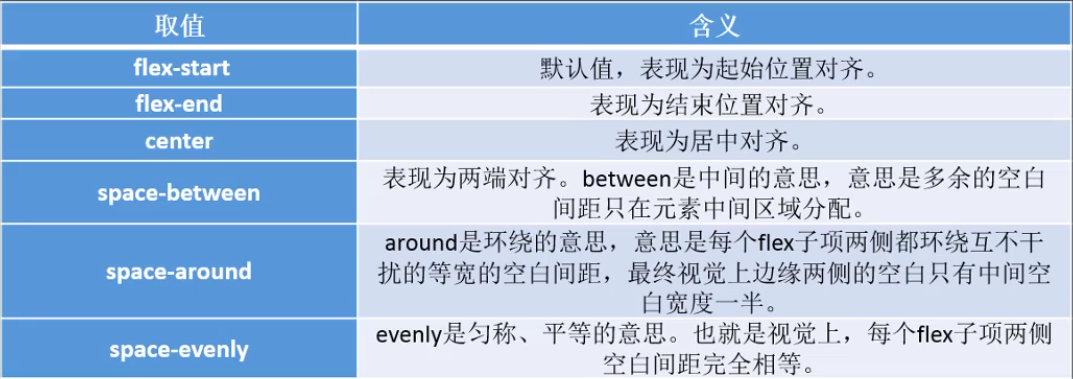 取值 含义
flex-start 默认值，表现为起始位置对齐。
flex-end 表现为结束位置对齐。
center 表现为居中对齐。
space-between 表现为两端对齐。between是中间的意思，意思是多余的空白
间距只在元素中间区域分配。
space-around around是环绕的意思，意思是每个flex子项两侧都环绕互不干
扰的等宽的空白间距，最终视觉上边缘两侧的空白只有中间空
白宽度一半。
space-evenly evenly是匀称、平等的意思。也就是视觉上，每个flex子项两侧
空白间距完全相等。